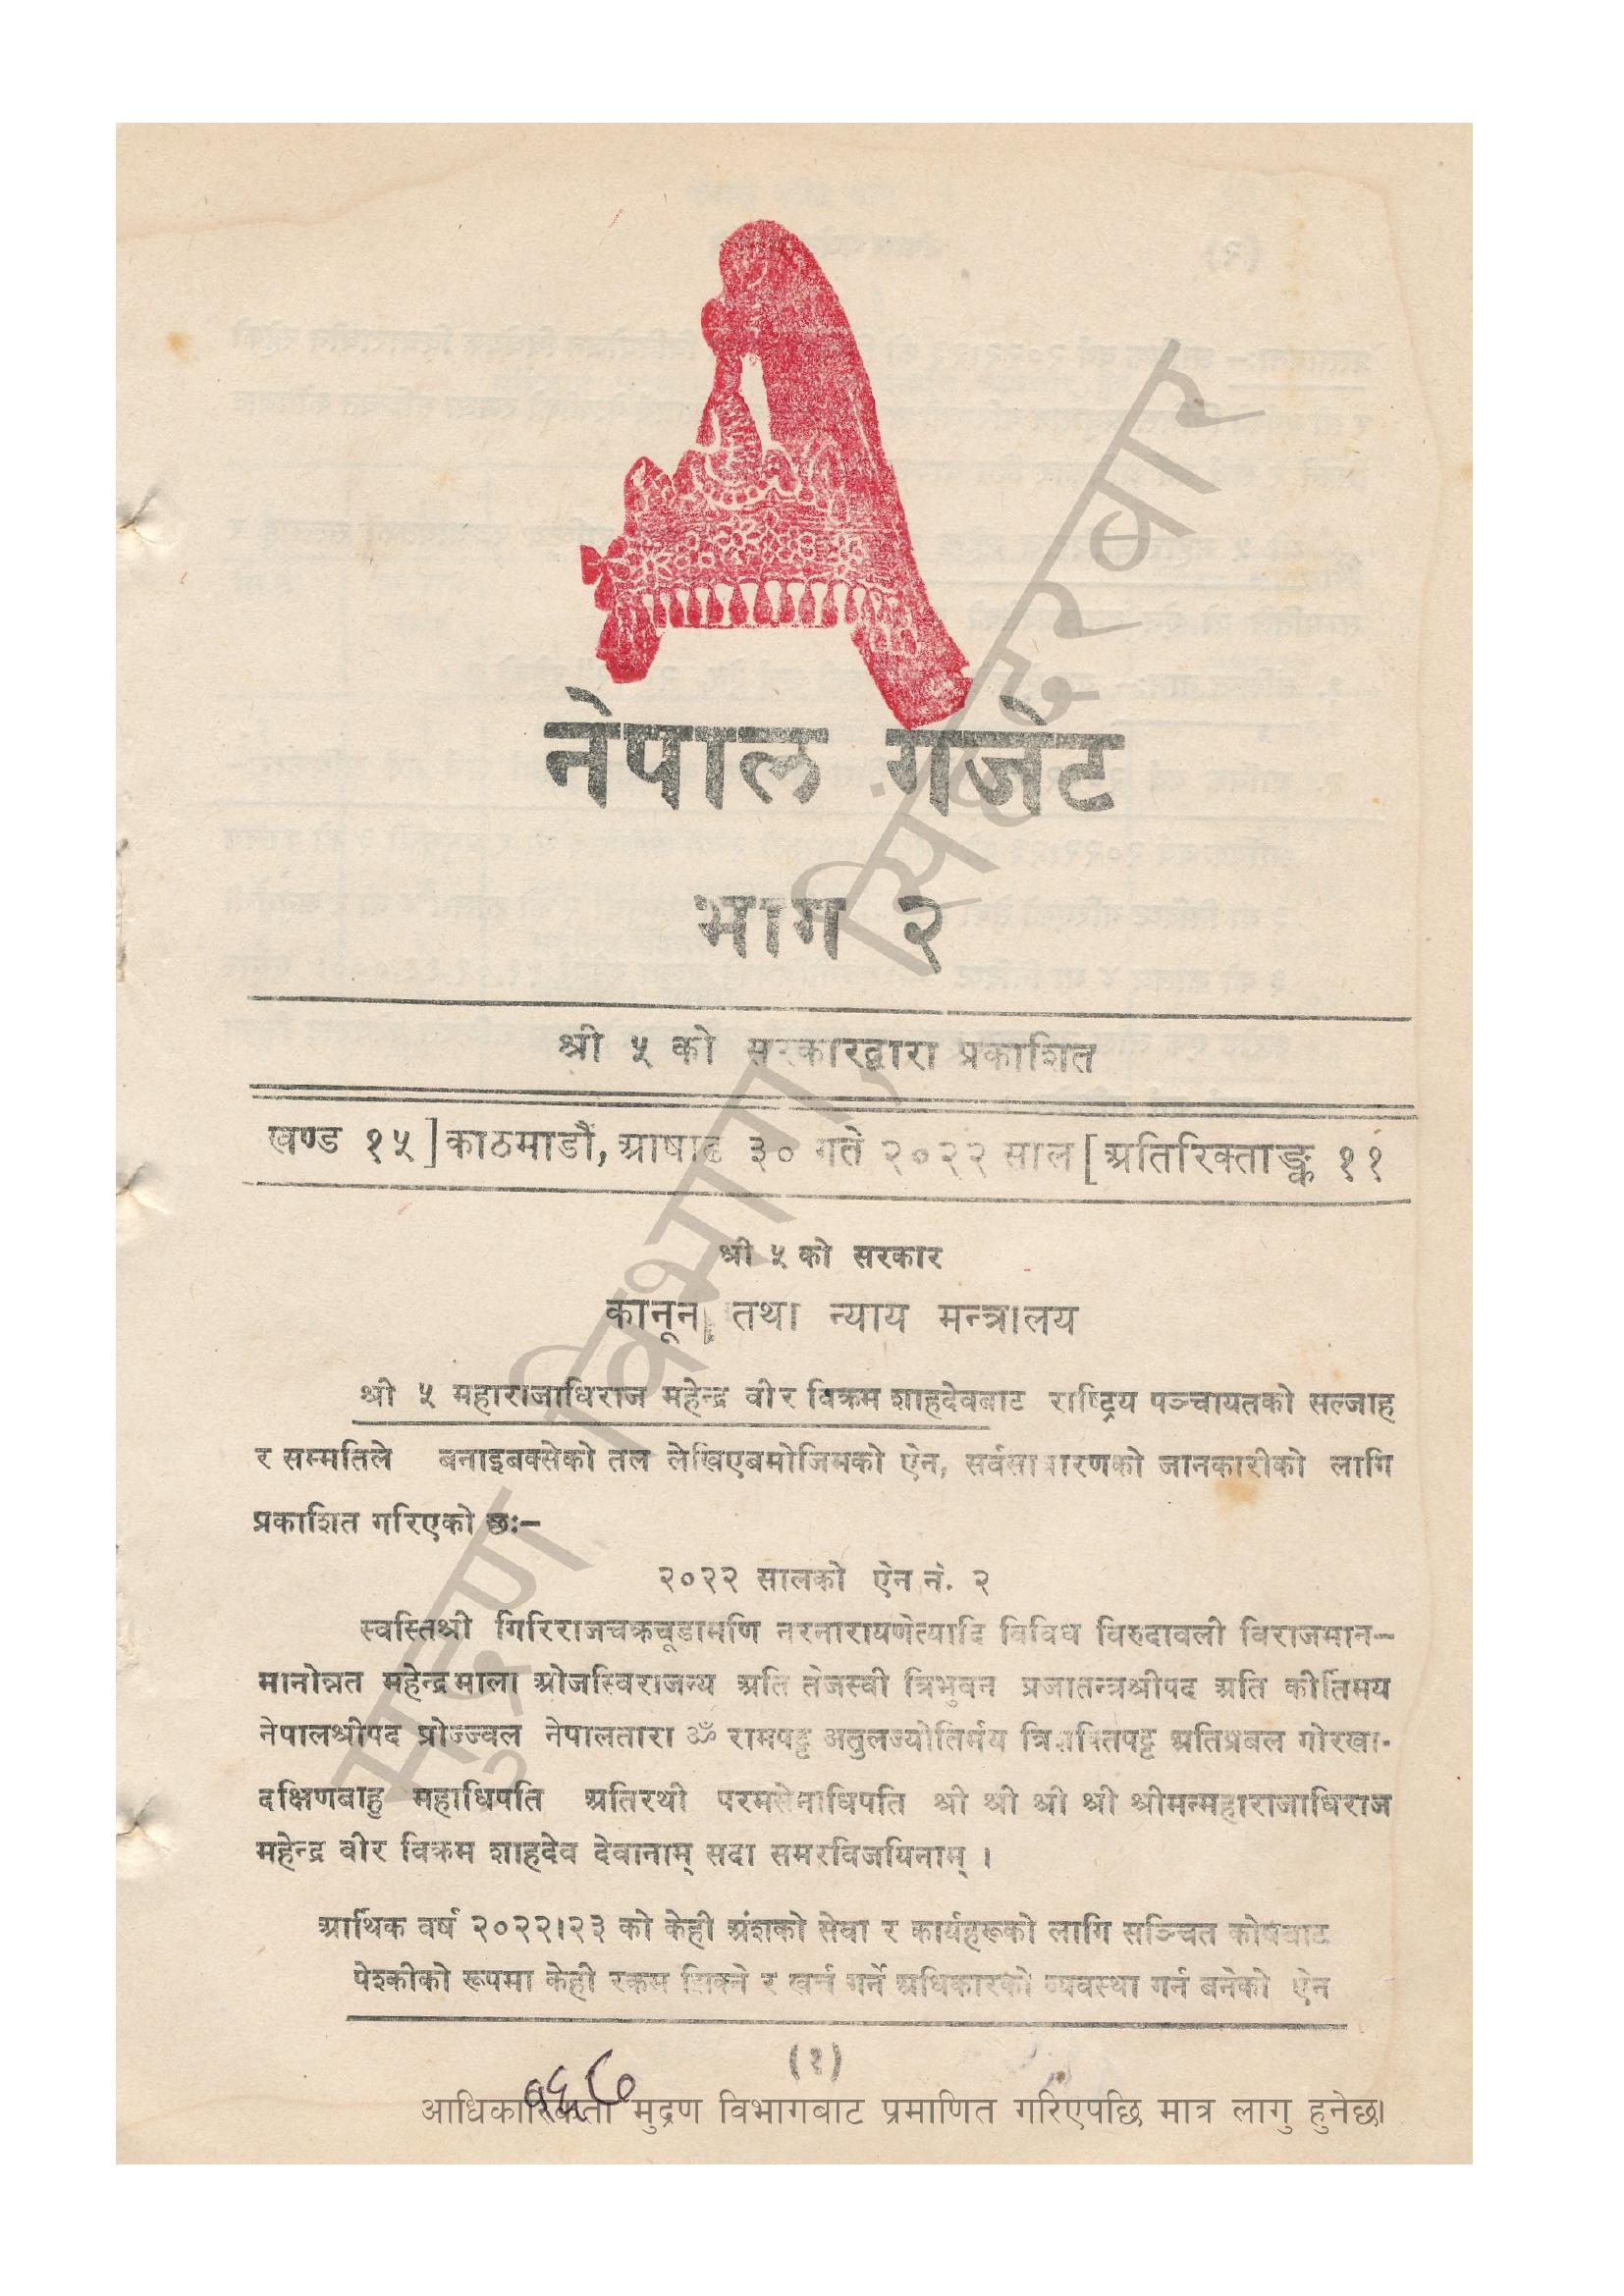 नेपाल गजेट
भाग २
श्री ५ को सरकारद्वारा प्रकाशित
खण्ड १५] काठमाडौं, आषाढ ३० गते २०२२ साल [अतिरिक्ताङ्क ११
श्री ५ को सरकार
कानून तथा न्याय मन्त्रालय
श्री ५ महाराजाधिराज महेन्द्र वीर विक्रम शाहदेवबाट राष्ट्रिय पञ्चायतको सल्लाह
र सम्मतिले बनाइबक्सेको तल लेखिएबमोजिमको ऐन, सर्वसाधारणको जानकारीको लागि
प्रकाशित गरिएको छः–
२०२२ सालको ऐन नं. २
स्वस्तिश्री गिरिराजचक्रचूडामणि नरनारायणेत्यादि विविध विरुदावली विराजमान–
मानोन्नत महेन्द्रमाला ओजस्विराजन्य अति तेजस्वी त्रिभुवन प्रजातन्त्रश्रीपद अति कीर्तिमय
नेपालश्रीपद प्रोज्ज्वल नेपालतारा ॐ रामपट्ट अतुलज्योतिर्मय त्रिशक्तिपट्ट अतिप्रबल गोरखा-
दक्षिणबाहु महाधिपति अतिरथी परमसेनाधिपति श्री श्री श्री श्री श्रीमन्महाराजाधिराज
महेन्द्र वीर विक्रम शाहदेव देवानाम् सदा समरविजयिनाम् ।
आर्थिक वर्ष २०२२।२३ को केही अंशको सेवा र कार्यहरूको लागि सञ्चित कोषबाट
पेश्कीको रूपमा केही रकम झिक्ने र खर्च गर्ने अधिकारको व्यवस्था गर्न बनेको ऐन
(१)
आधिकारिकता मुद्रण विभागबाट प्रमाणित गरिएपछि मात्र लागु हुनेछ।
मुद्रण विभाग, सिंहदरबार